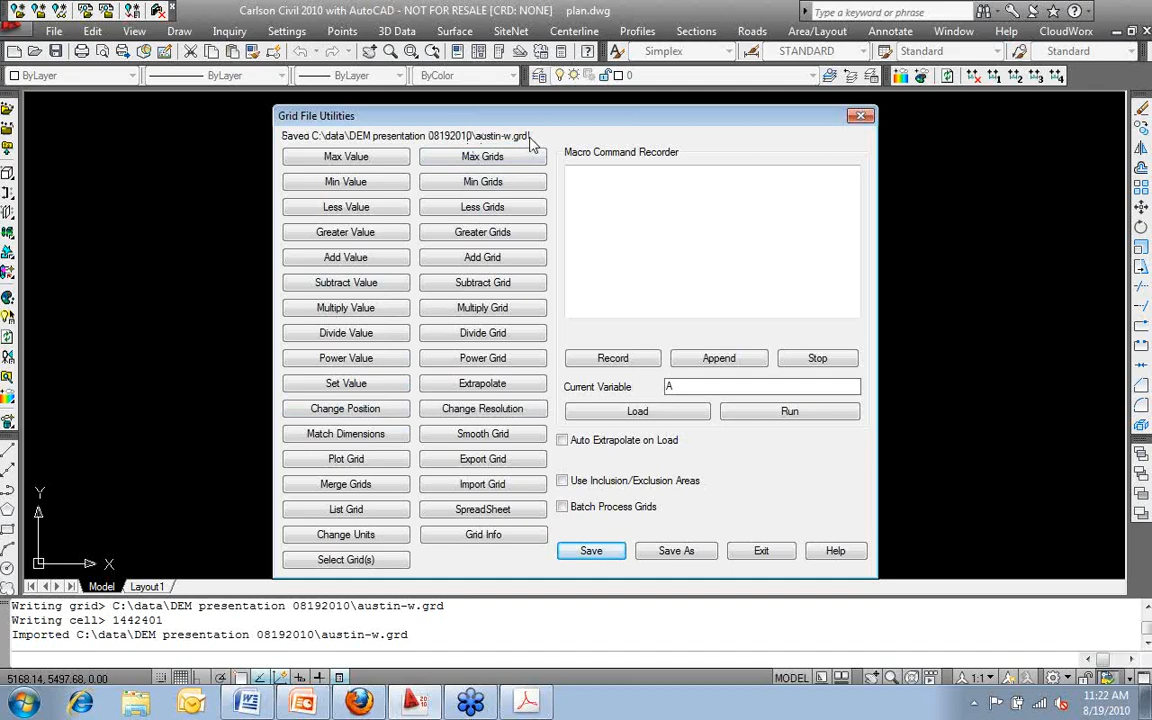 Carlson Civil 2010 with AutoCAD - NOT FOR RESALE [CRD: NONE] plan.dwg
Type a keyword or phrase
File Edit View Draw Inquiry Settings Points 3D Data Surface SiteNet Centerline Profiles Sections Roads Area/Layout Annotate Window Help CloudWorx
Simplex STANDARD Standard Standard
ByLayer ByLayer ByLayer ByColor 0
Grid File Utilities
Saved C:\data\DEM presentation 08192010\austin-w.grd
Max Value Max Grids Macro Command Recorder
Min Value Min Grids
Less Value Less Grids
Greater Value Greater Grids
Add Value Add Grid
Subtract Value Subtract Grid
Multiply Value Multiply Grid
Divide Value Divide Grid
Power Value Power Grid Record Append Stop
Set Value Extrapolate Current Variable A
Change Position Change Resolution Load Run
Match Dimensions Smooth Grid Auto Extrapolate on Load
Plot Grid Export Grid
Merge Grids Import Grid Use Inclusion/Exclusion Areas
List Grid SpreadSheet Batch Process Grids
Change Units Grid Info
Select Grid(s) Save Save As Exit Help
Y
X
Model Layout1
Writing grid> C:\data\DEM presentation 08192010\austin-w.grd
Writing cell> 1442401
Imported C:\data\DEM presentation 08192010\austin-w.grd
5168.14, 5497.68, 0.00 MODEL 1:1
11:22 AM
8/19/2010